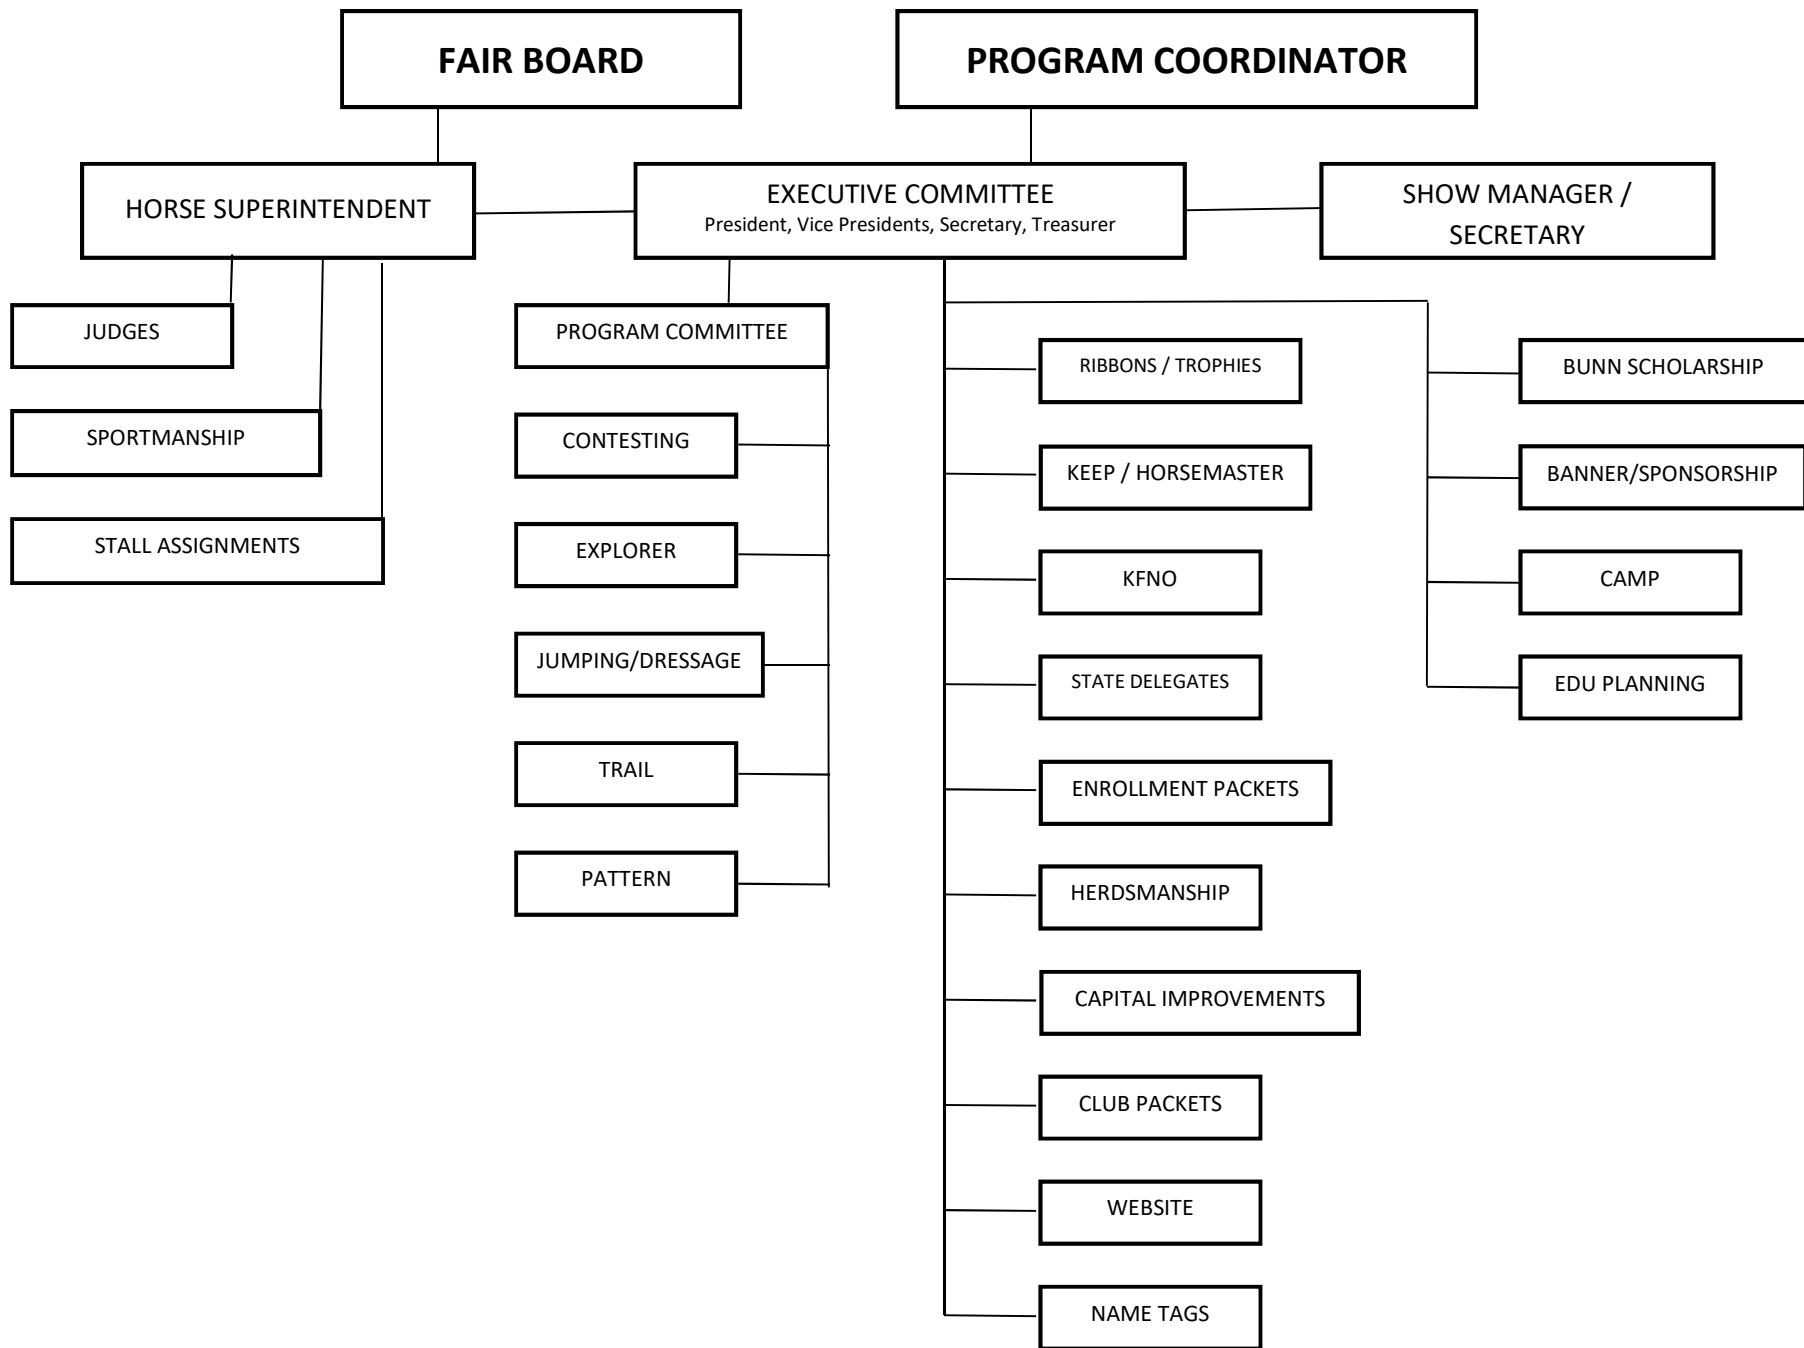 FAIR BOARD
PROGRAM COORDINATOR
HORSE SUPERINTENDENT
EXECUTIVE COMMITTEE
President, Vice Presidents, Secretary, Treasurer
SHOW MANAGER /
SECRETARY
JUDGES
SPORTMANSHIP
STALL ASSIGNMENTS
PROGRAM COMMITTEE
CONTESTING
EXPLORER
JUMPING/DRESSAGE
TRAIL
PATTERN
RIBBONS / TROPHIES
KEEP / HORSEMASTER
KFNO
STATE DELEGATES
ENROLLMENT PACKETS
HERDSMANSHIP
CAPITAL IMPROVEMENTS
CLUB PACKETS
WEBSITE
NAME TAGS
BUNN SCHOLARSHIP
BANNER/SPONSORSHIP
CAMP
EDU PLANNING